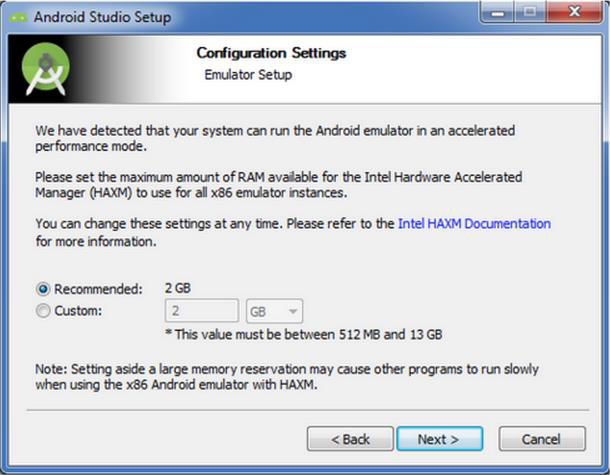 Android Studio Setup
Configuration Settings
Emulator Setup
We have detected that your system can run the Android emulator in an accelerated
performance mode.
Please set the maximum amount of RAM available for the Intel Hardware Accelerated
Manager (HAXM) to use for all x86 emulator instances.
You can change these settings at any time. Please refer to the Intel HAXM Documentation
for more information.
Recommended: 2 GB
Custom: 2 GB
* This value must be between 512 MB and 13 GB
Note: Setting aside a large memory reservation may cause other programs to run slowly
when using the x86 Android emulator with HAXM.
< Back Next > Cancel